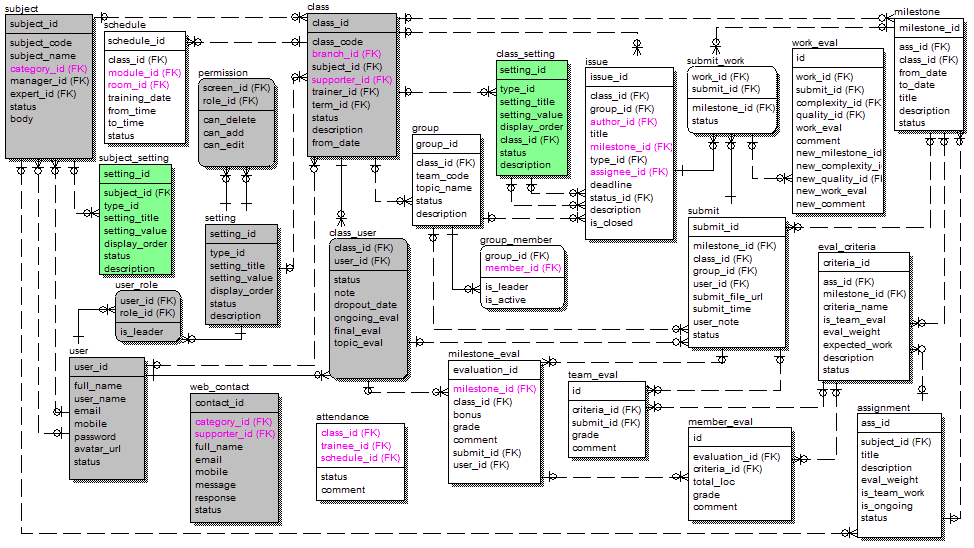 subject
subject_id
subject_code
subject_name
category_id (FK)
manager_id (FK)
expert_id (FK)
status
body
schedule
schedule_id
class_id (FK)
module_id (FK)
room_id (FK)
training_date
from_time
to_time
status
permission
screen_id (FK)
role_id (FK)
can_delete
can_add
can_edit
class
class_id
class_code
branch_id (FK)
subject_id (FK)
supporter_id (FK)
trainer_id (FK)
term_id (FK)
status
description
from_date
class_setting
setting_id
type_id
setting_title
setting_value
display_order
class_id (FK)
status
description
issue
issue_id
class_id (FK)
group_id (FK)
author_id (FK)
title
milestone_id (FK)
type_id (FK)
assignee_id (FK)
deadline
status_id (FK)
description
is_closed
submit_work
work_id (FK)
submit_id (FK)
milestone_id (FK)
status
work_eval
id
work_id (FK)
submit_id (FK)
complexity_id (FK)
quality_id (FK)
work_eval
comment
new_milestone_id
new_complexity_i
new_quality_id (F
new_work_eval
new_comment
milestone
milestone_id
ass_id (FK)
class_id (FK)
from_date
to_date
title
description
status
group
group_id
class_id (FK)
team_code
topic_name
status
description
subject_setting
setting_id
subject_id (FK
type_id
setting_title
setting_value
display_order
status
description
setting
setting_id
type_id
setting_title
setting_value
display_order
status
description
class_user
class_id (FK)
user_id (FK)
status
note
dropout_date
ongoing_eval
final_eval
topic_eval
group_member
group_id (FK)
member_id (FK)
is_leader
is_active
submit
submit_id
milestone_id (FK)
class_id (FK)
group_id (FK)
user_id (FK)
submit_file_url
submit_time
user_note
status
eval_criteria
criteria_id
ass_id (FK)
milestone_id (FK)
criteria_name
is_team_eval
eval_weight
expected_work
description
status
user_role
user_id (FK)
role_id (FK)
is_leader
user
user_id
full_name
user_name
email
mobile
password
avatar_url
status
web_contact
contact_id
category_id (FK)
supporter_id (FK)
full_name
email
mobile
message
response
status
attendance
class_id (FK)
trainee_id (FK)
schedule_id (FK)
status
comment
milestone_eval
evaluation_id
milestone_id (FK)
class_id (FK)
bonus
grade
comment
submit_id (FK)
user_id (FK)
team_eval
id
criteria_id (FK)
submit_id (FK)
grade
comment
member_eval
id
evaluation_id (FK)
criteria_id (FK)
total_loc
grade
comment
assignment
ass_id
subject_id (FK)
title
description
eval_weight
is_team_work
is_ongoing
status